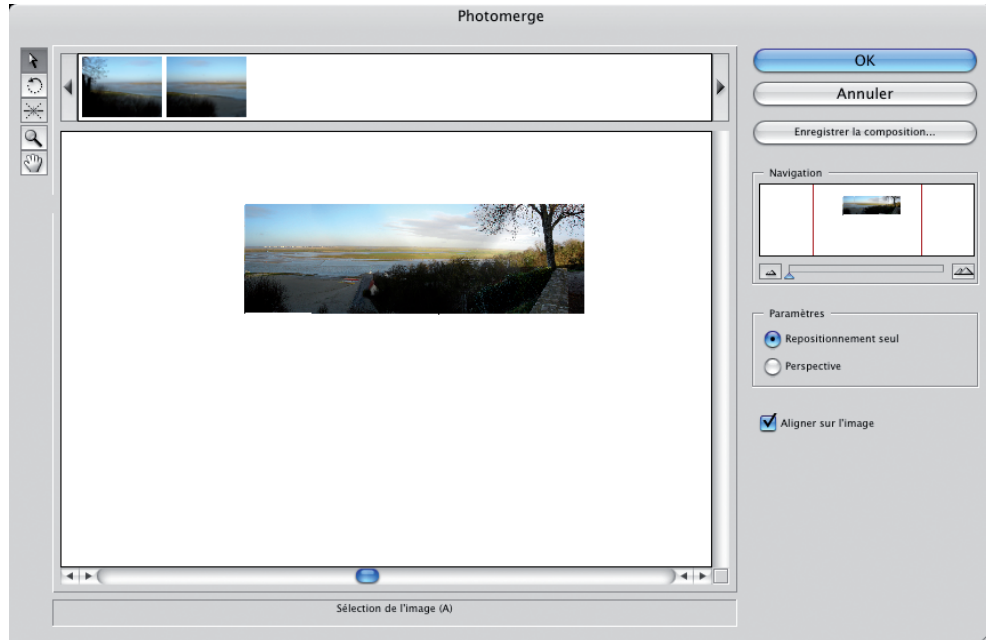 Photomerge
OK
Annuler
Enregistrer la composition...
Navigation
Paramètres
Repositionnement seul
Perspective
Aligner sur l'image
Sélection de l'image (A)